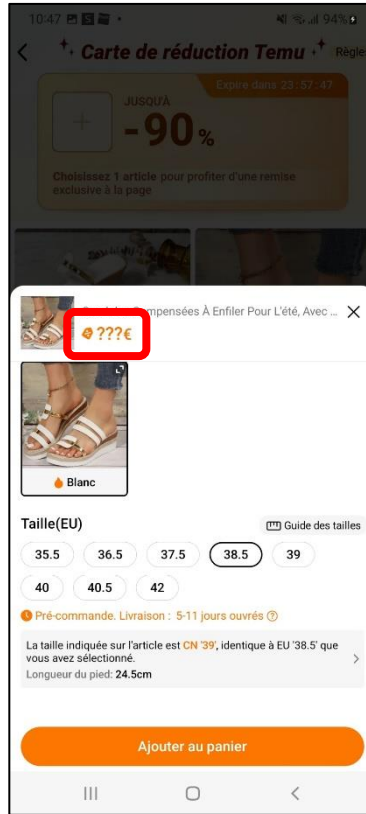 10:47
94%
Carte de réduction Temu
Règles
Expire dans 23:57:47
JUSQU'À
-90%
Choisissez 1 article pour profiter d'une remise
exclusive à la page
Compensées À Enfiler Pour L'été, Avec ...
???€
Blanc
Taille(EU)
Guide des tailles
35.5
36.5
37.5
38.5
39
40
40.5
42
Pré-commande. Livraison : 5-11 jours ouvrés
La taille indiquée sur l'article est CN '39', identique à EU '38.5' que
vous avez sélectionné.
Longueur du pied: 24.5cm
Ajouter au panier